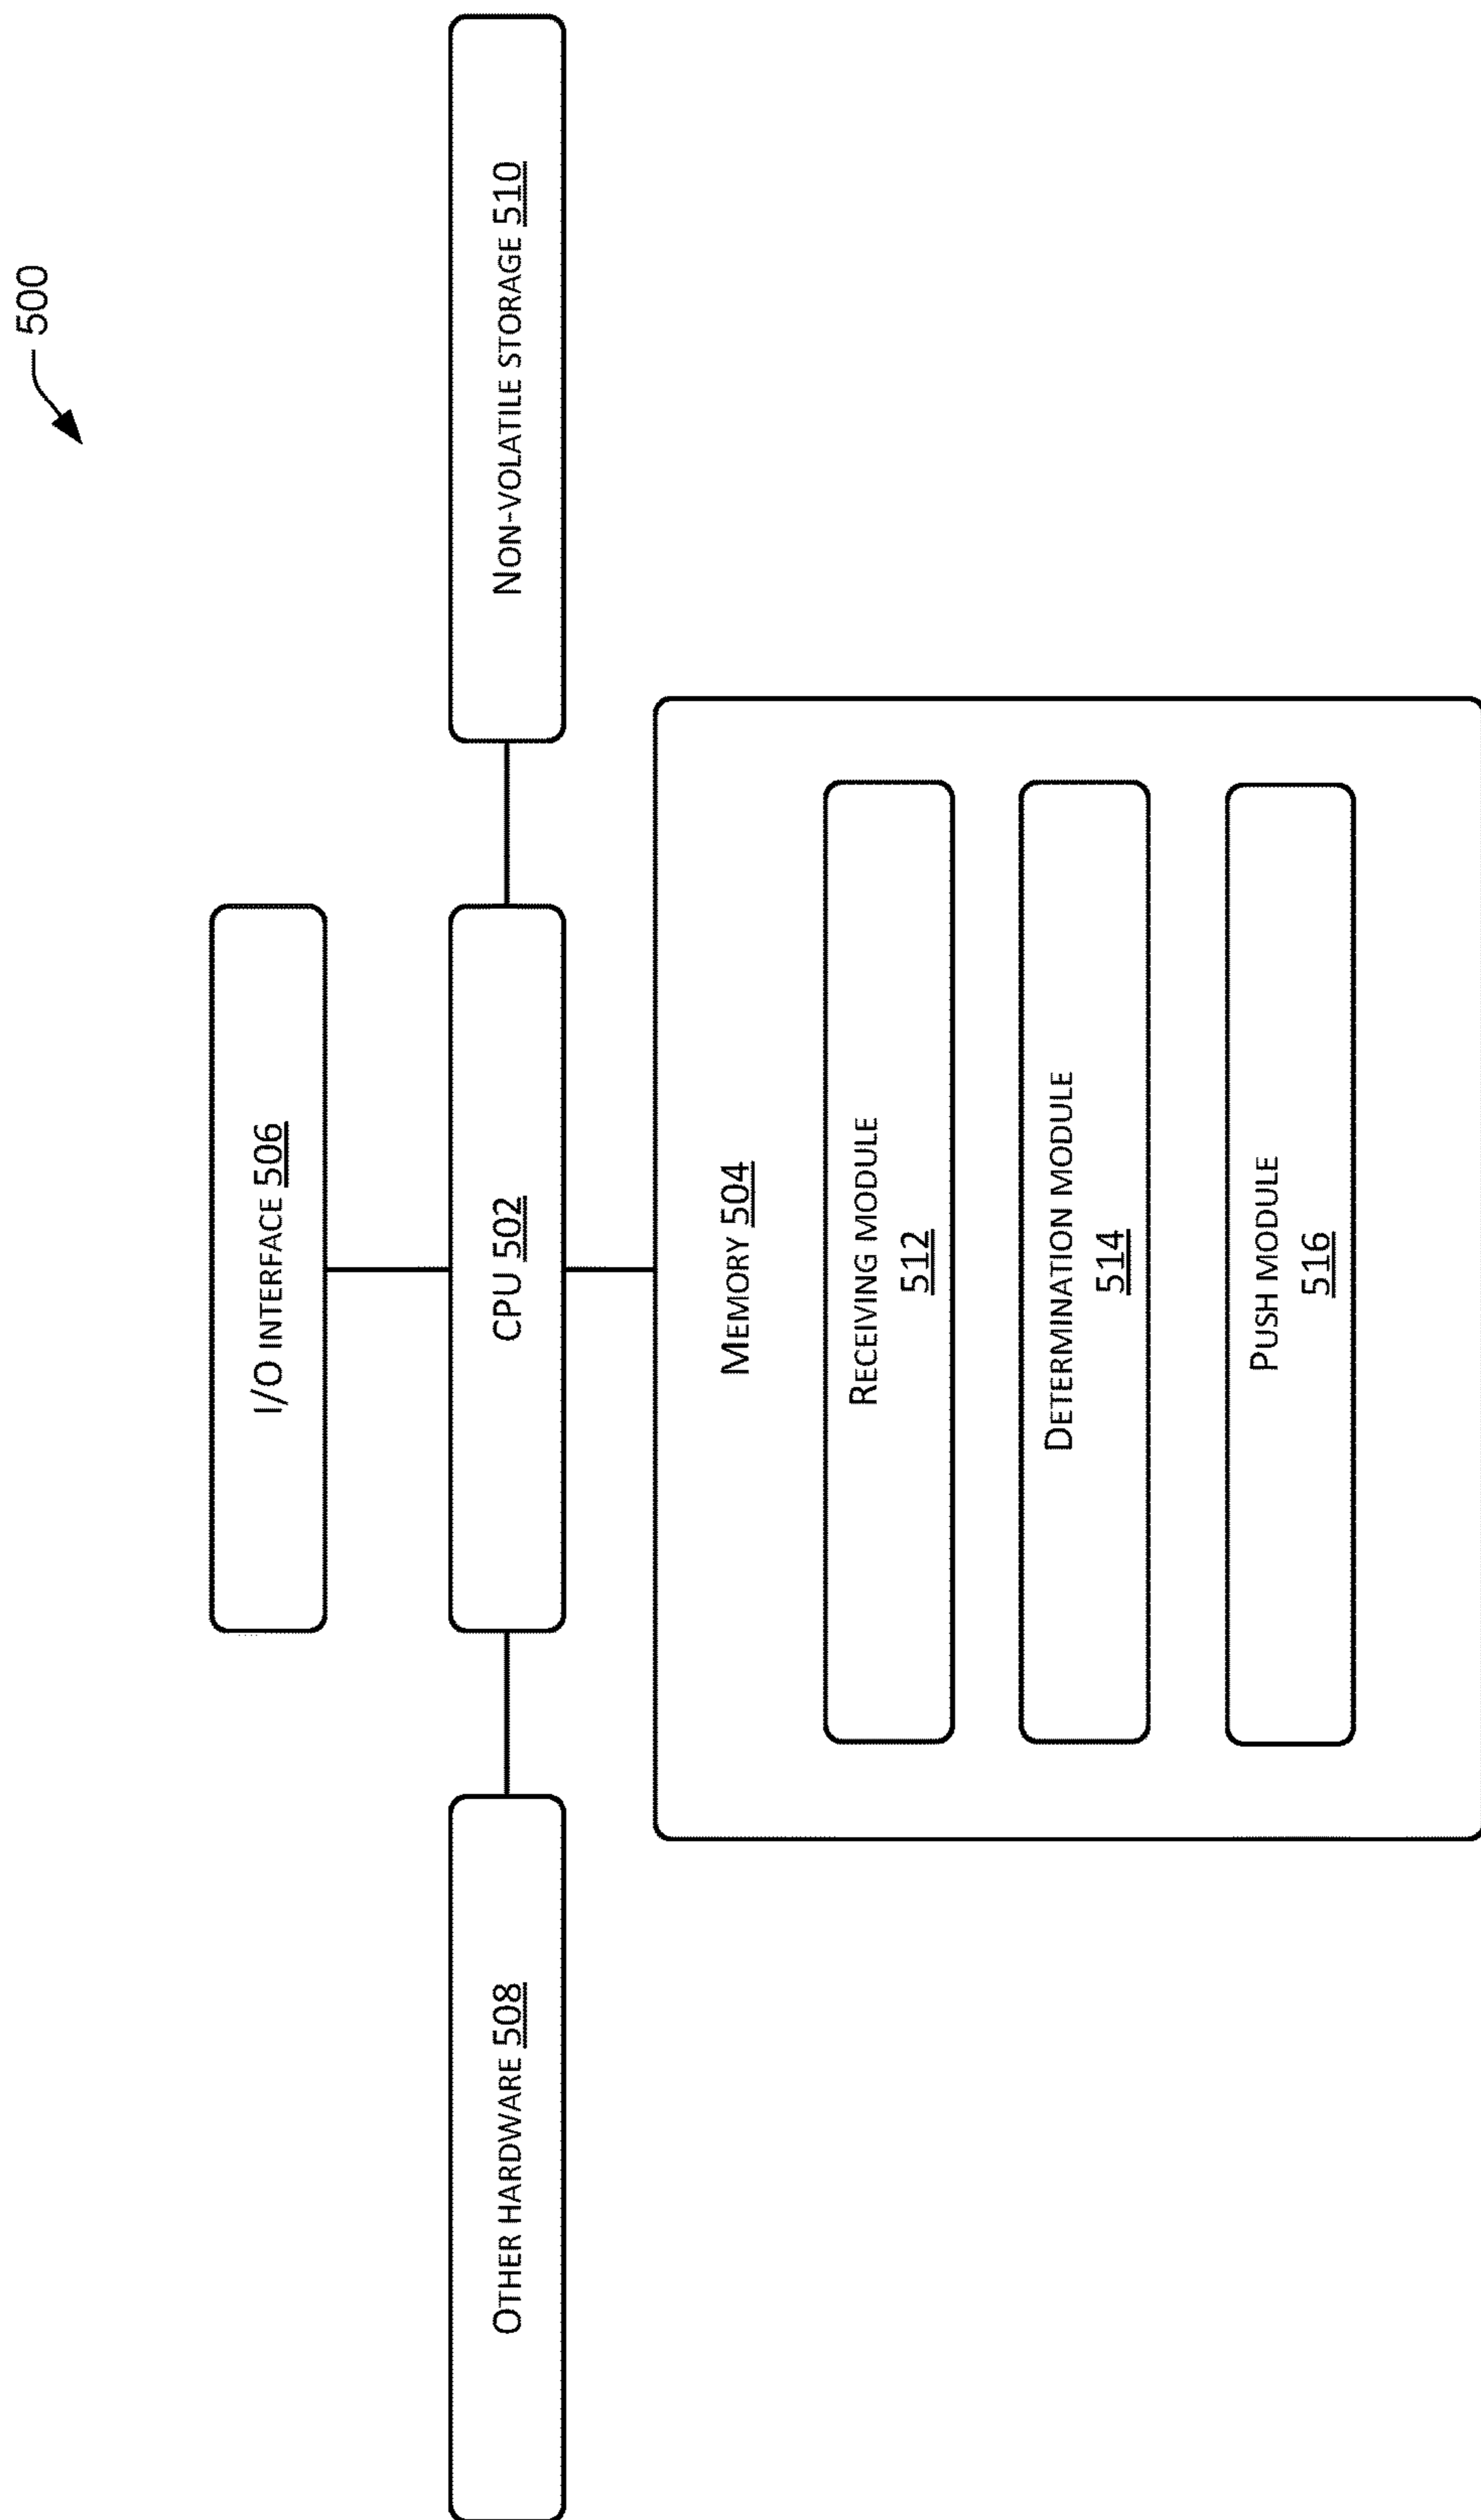 500
I/O INTERFACE 506
OTHER HARDWARE 508
CPU 502
NON-VOLATILE STORAGE 510
MEMORY 504
RECEIVING MODULE
512
DETERMINATION MODULE
514
PUSH MODULE
516